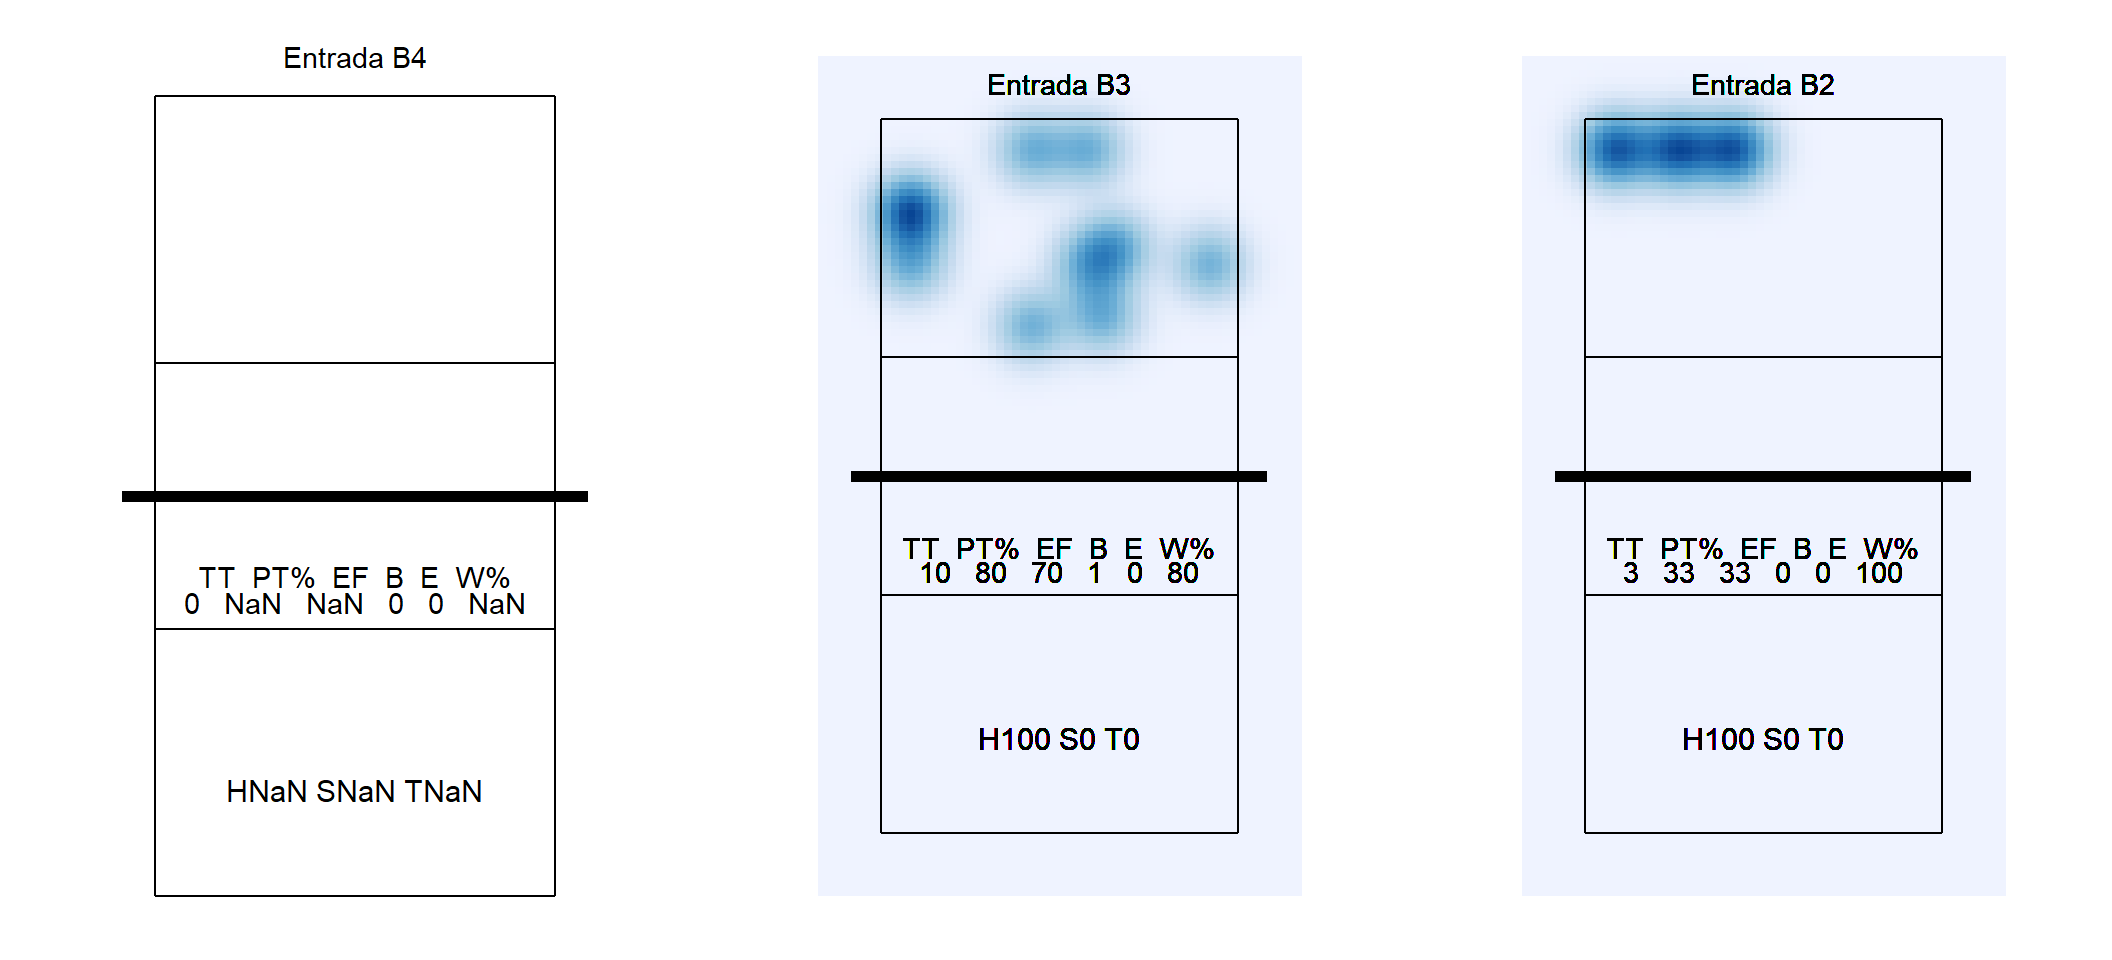 Entrada B4
TT PT% EF B E W%
0 NaN NaN 0 0 NaN
HNaN SNaN TNaN
Entrada B3
TT PT% EF B E W%
10 80 70 1 0 80
H100 S0 T0
Entrada B2
TT PT% EF B E W%
3 33 33 0 0 100
H100 S0 T0